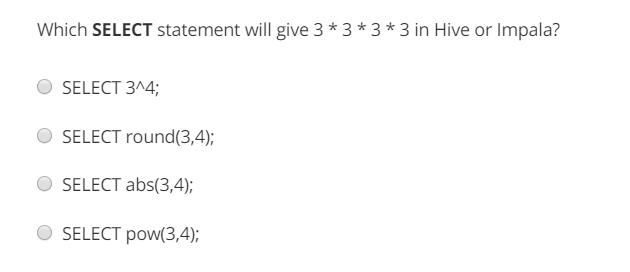 Which SELECT statement will give 3 * 3 * 3 * 3 in Hive or Impala?
SELECT 3^4;
SELECT round(3,4);
SELECT abs(3,4);
SELECT pow(3,4);